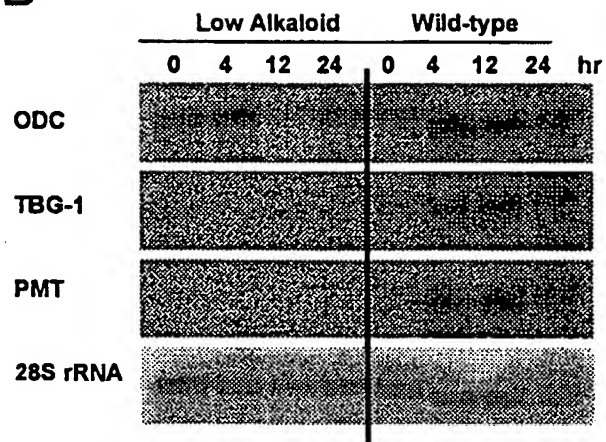 Low Alkaloid Wild-type
0 4 12 24 0 4 12 24 hr
ODC
TBG-1
PMT
28S rRNA